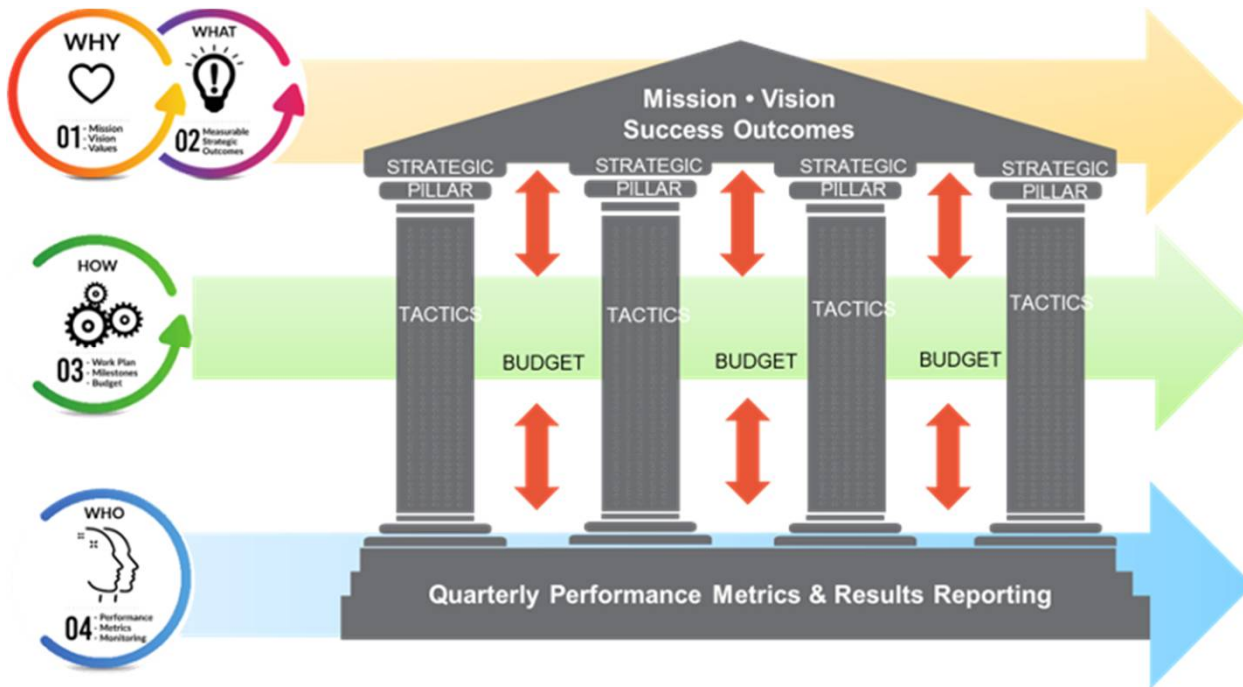 WHY
01
- Mission
- Vision
- Values
WHAT
02
Measurable
Strategic
Outcomes
Mission • Vision
Success Outcomes
STRATEGIC
PILLAR
STRATEGIC
PILLAR
STRATEGIC
PILLAR
STRATEGIC
PILLAR
HOW
03
- Work Plan
- Milestones
- Budget
TACTICS
TACTICS
TACTICS
TACTICS
BUDGET
BUDGET
BUDGET
WHO
04
- Performance
- Metrics
- Monitoring
Quarterly Performance Metrics & Results Reporting